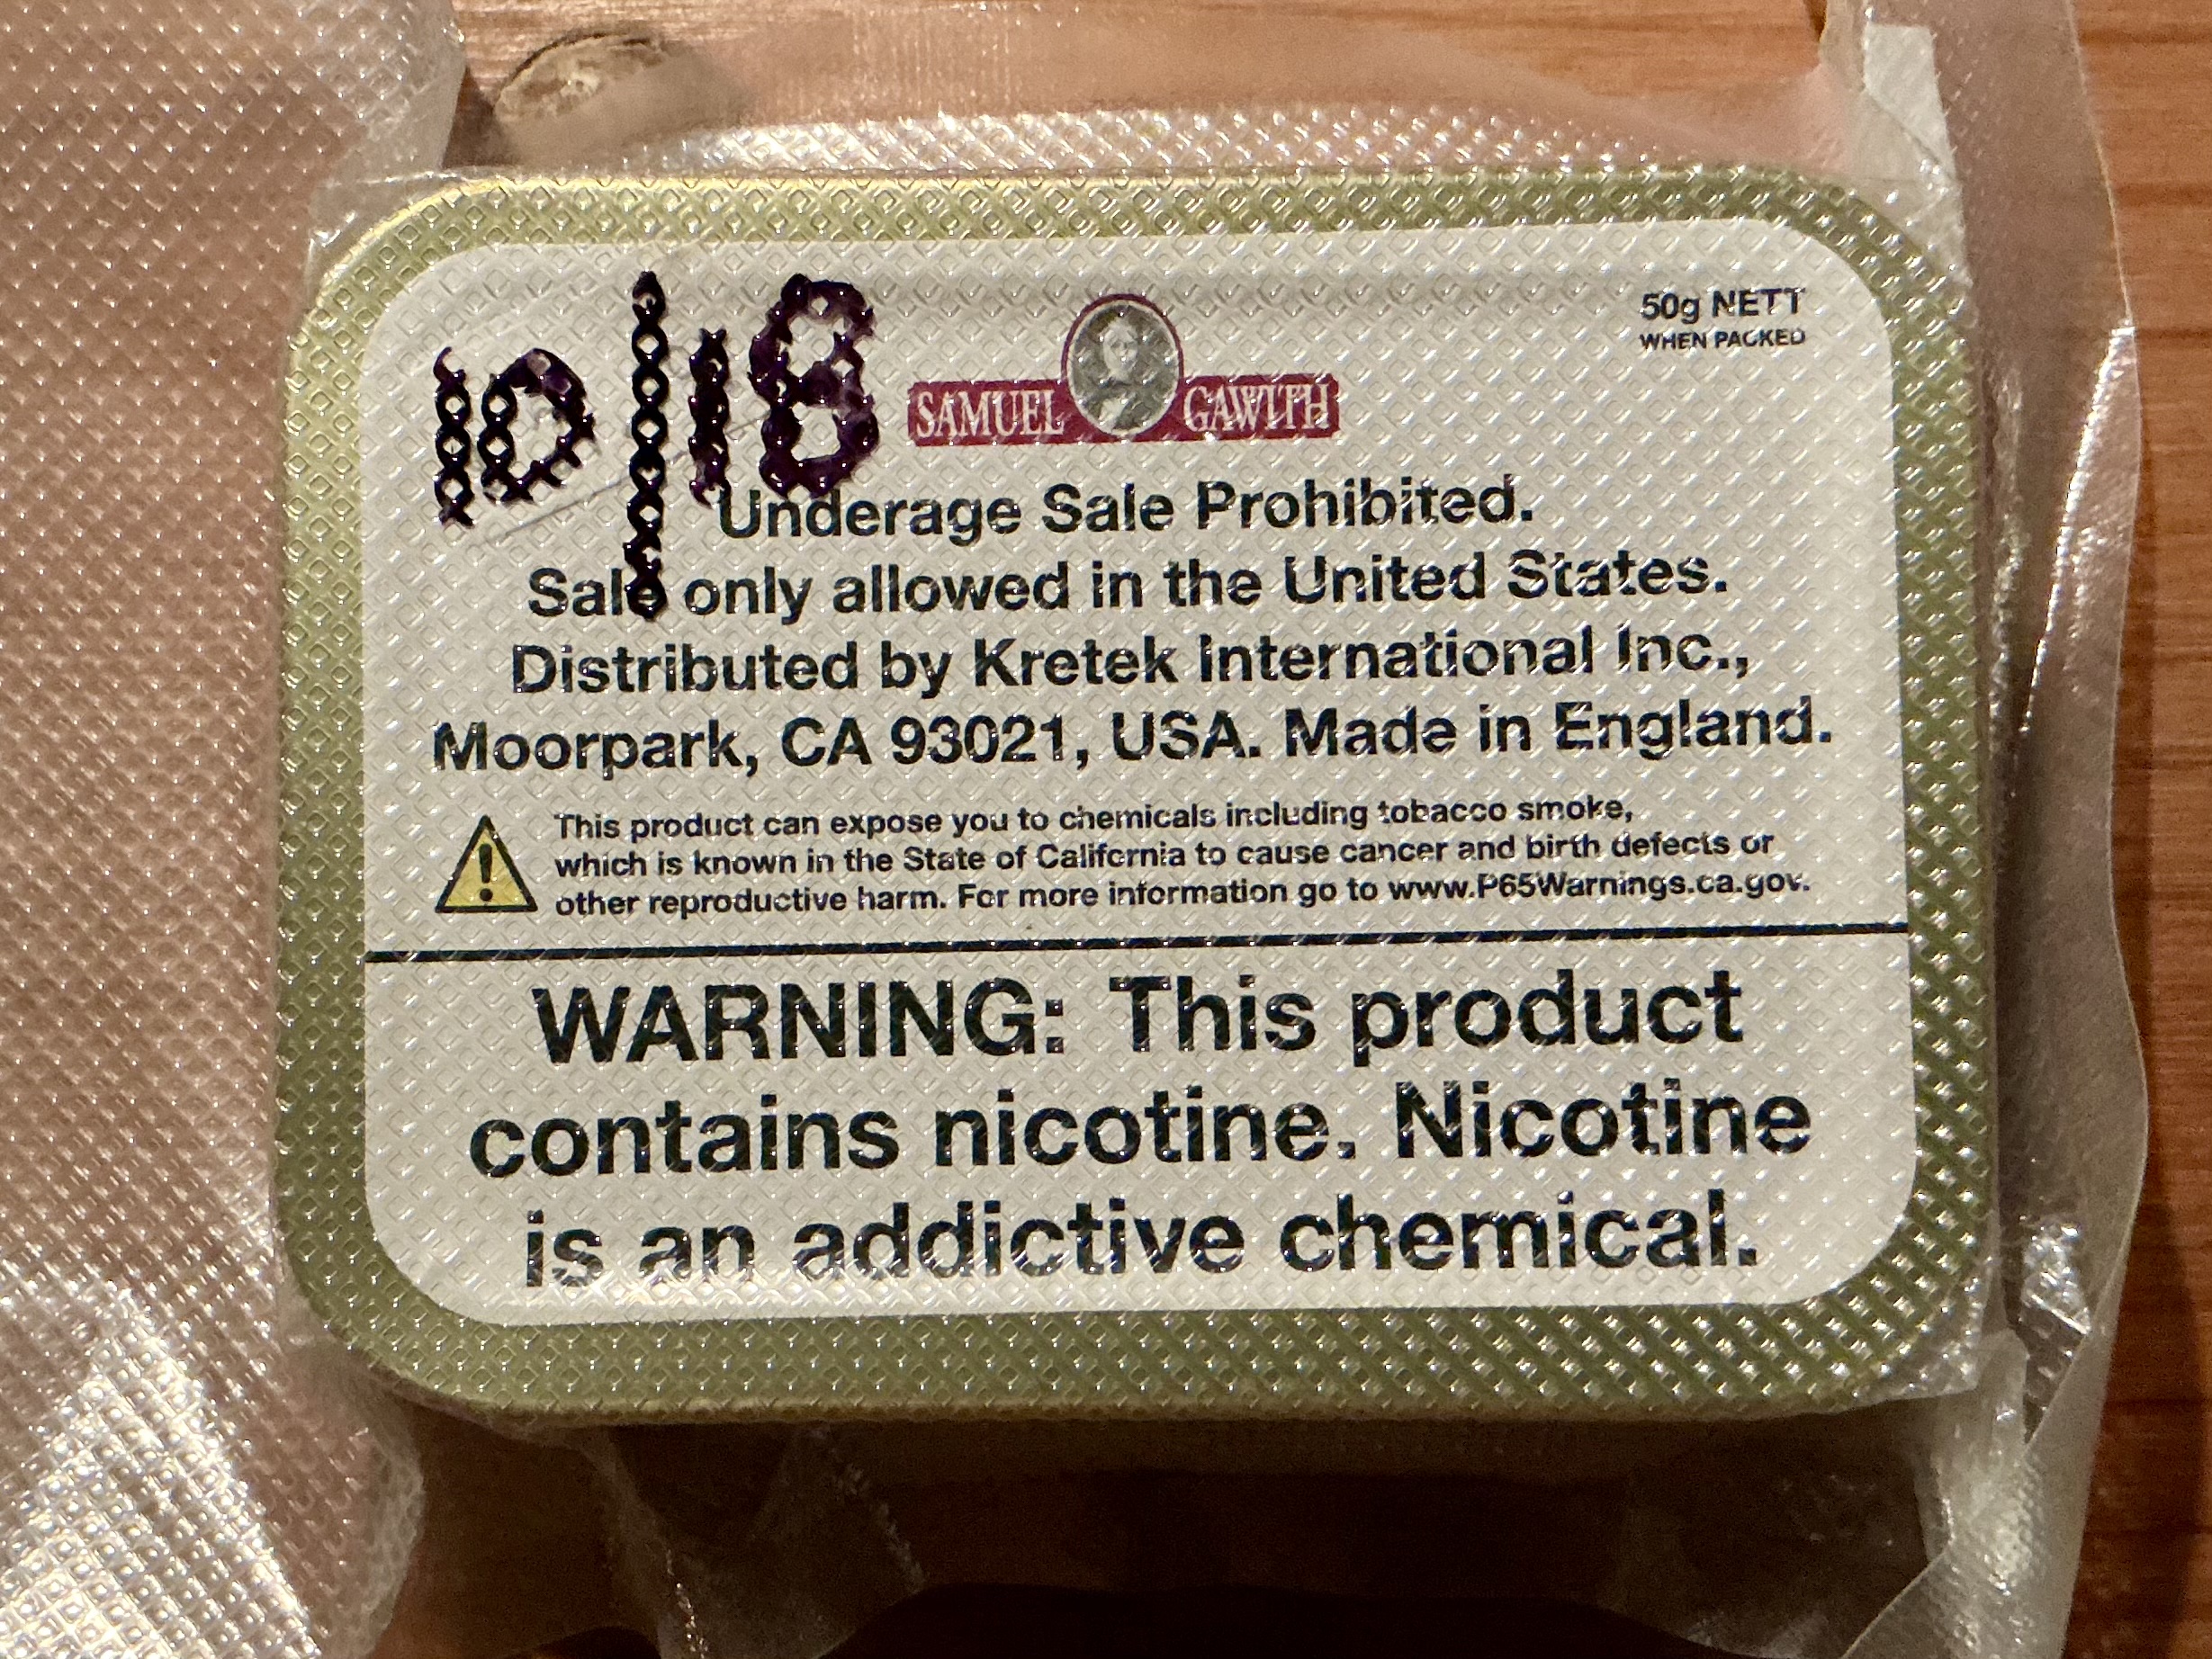 10/18
SAMUEL GAWITH
50g NETT
WHEN PACKED
Underage Sale Prohibited.
Sale only allowed in the United States.
Distributed by Kretek International Inc.,
Moorpark, CA 93021, USA. Made in England.
This product can expose you to chemicals including tobacco smoke,
which is known in the State of California to cause cancer and birth defects or
other reproductive harm. For more information go to www.P65Warnings.ca.gov.
WARNING: This product
contains nicotine. Nicotine
is an addictive chemical.